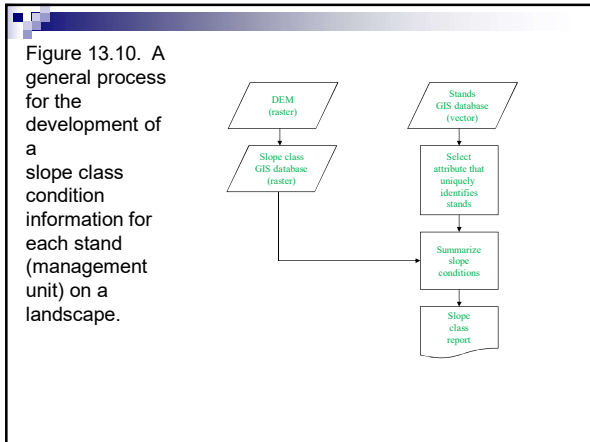 Figure 13.10. A
general process
for the
development of
a
slope class
condition
information for
each stand
(management
unit) on a
landscape.
DEM
(raster)
Slope class
GIS database
(raster)
Stands
GIS database
(vector)
Select
attribute that
uniquely
identifies
stands
Summarize
slope
conditions
Slope
class
report